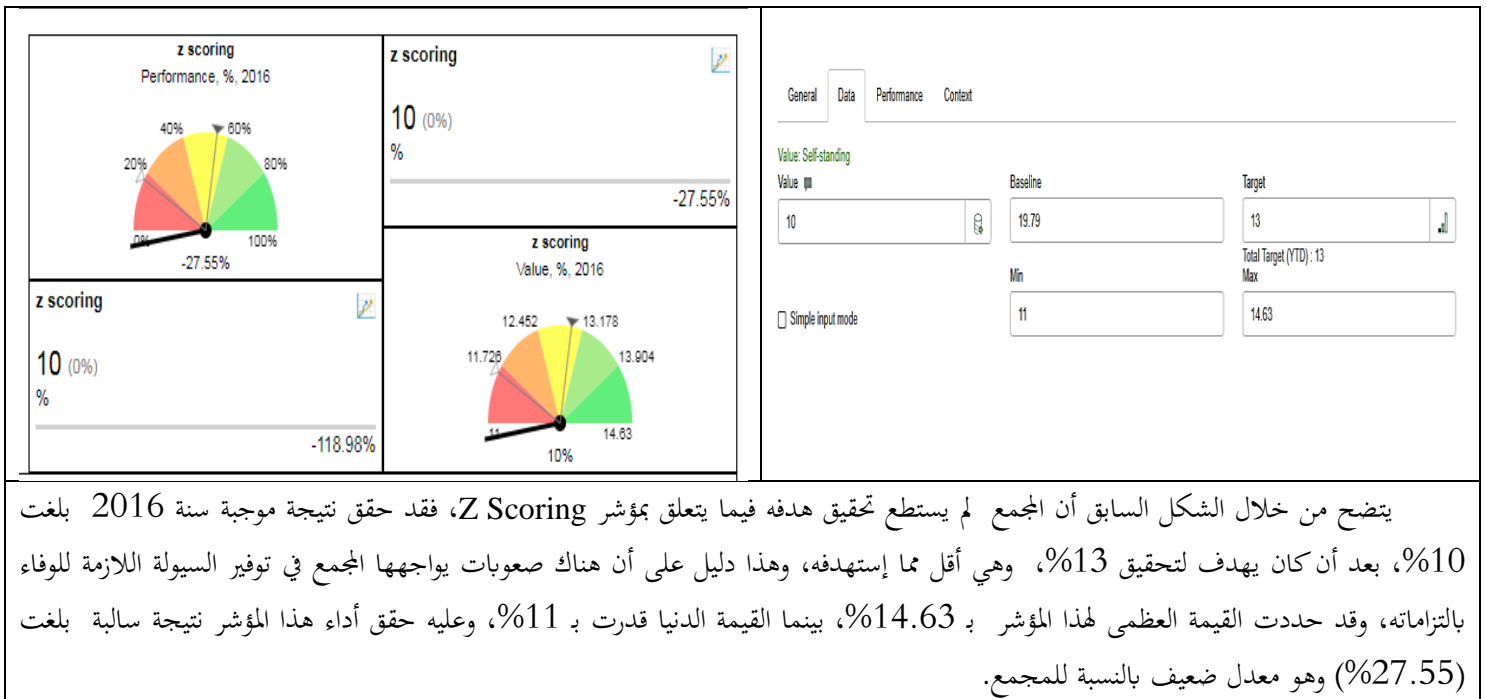 z scoring
Performance, %, 2016
40%
60%
20%
80%
0%
100%
-27.55%
z scoring
10 (0%)
%
-27.55%
z scoring
10 (0%)
%
-118.98%
z scoring
Value, %, 2016
12.452
13.178
11.726
13.904
11
14.63
10%
General Data Performance Context
Value: Self-standing
Value
Baseline
Target
10
19.79
13
Total Target (YTD) : 13
Min
Max
Simple input mode
11
14.63
يتضح من خلال الشكل السابق أن المجمع لم يستطع تحقيق هدفه فيما يتعلق بمؤشر Z Scoring، فقد حقق نتيجة موجبة سنة 2016 بلغت
10%، بعد أن كان يهدف لتحقيق 13%، وهي أقل مما إستهدفه، وهذا دليل على أن هناك صعوبات يواجهها المجمع في توفير السيولة اللازمة للوفاء
بالتزاماته، وقد حددت القيمة العظمى لهذا المؤشر بـ 14.63%، بينما القيمة الدنيا قدرت بـ 11%، وعليه حقق أداء هذا المؤشر نتيجة سالبة بلغت
(27.55%) وهو معدل ضعيف بالنسبة للمجمع.